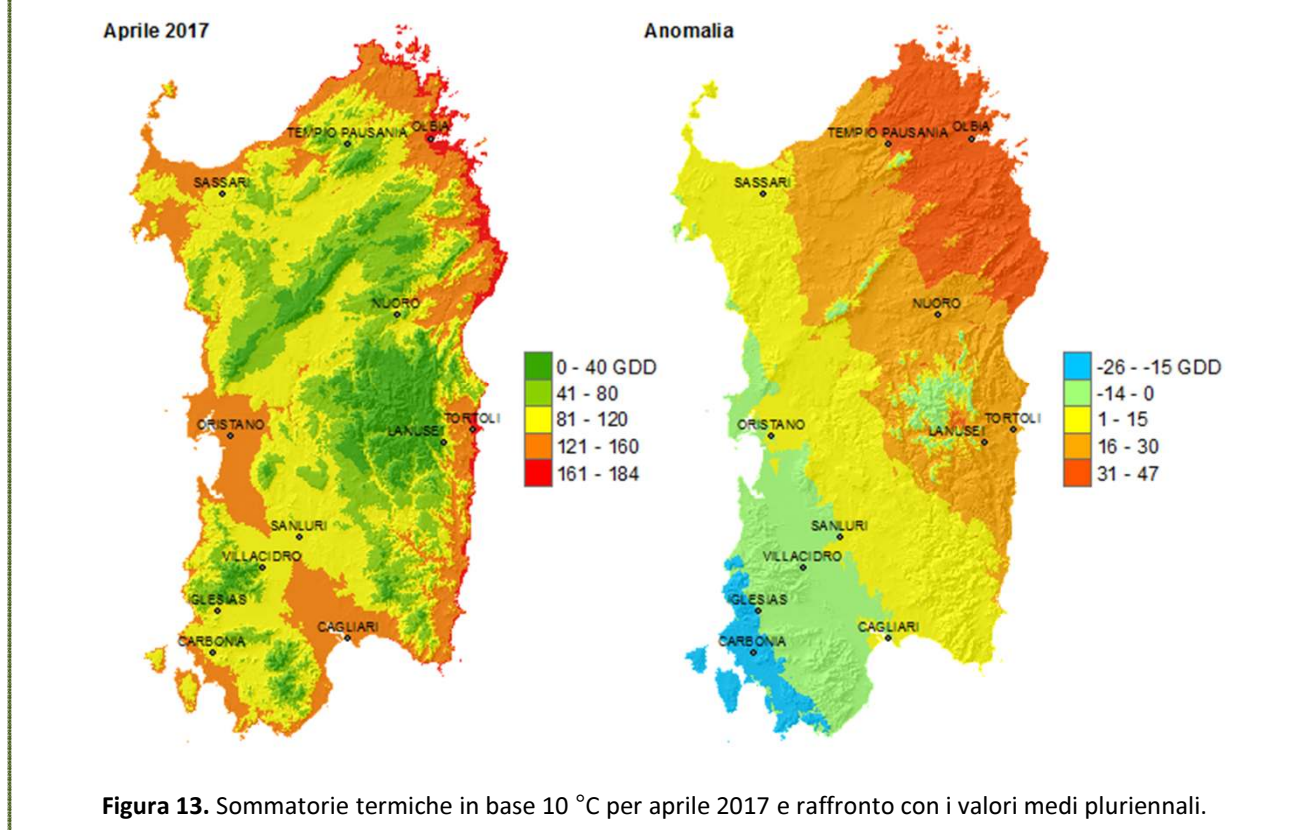 Aprile 2017
TEMPIO PAUSANIA
OLBIA
SASSARI
NUORO
ORISTANO
TORTOLI
LANUSEI
SANLURI
VILLACIDRO
IGLESIAS
CAGLIARI
CARBONIA
0 - 40 GDD
41 - 80
81 - 120
121 - 160
161 - 184
Anomalia
TEMPIO PAUSANIA
OLBIA
SASSARI
NUORO
ORISTANO
TORTOLI
LANUSEI
SANLURI
VILLACIDRO
IGLESIAS
CAGLIARI
CARBONIA
-26 - -15 GDD
-14 - 0
1 - 15
16 - 30
31 - 47
Figura 13. Sommatorie termiche in base 10 °C per aprile 2017 e raffronto con i valori medi pluriennali.